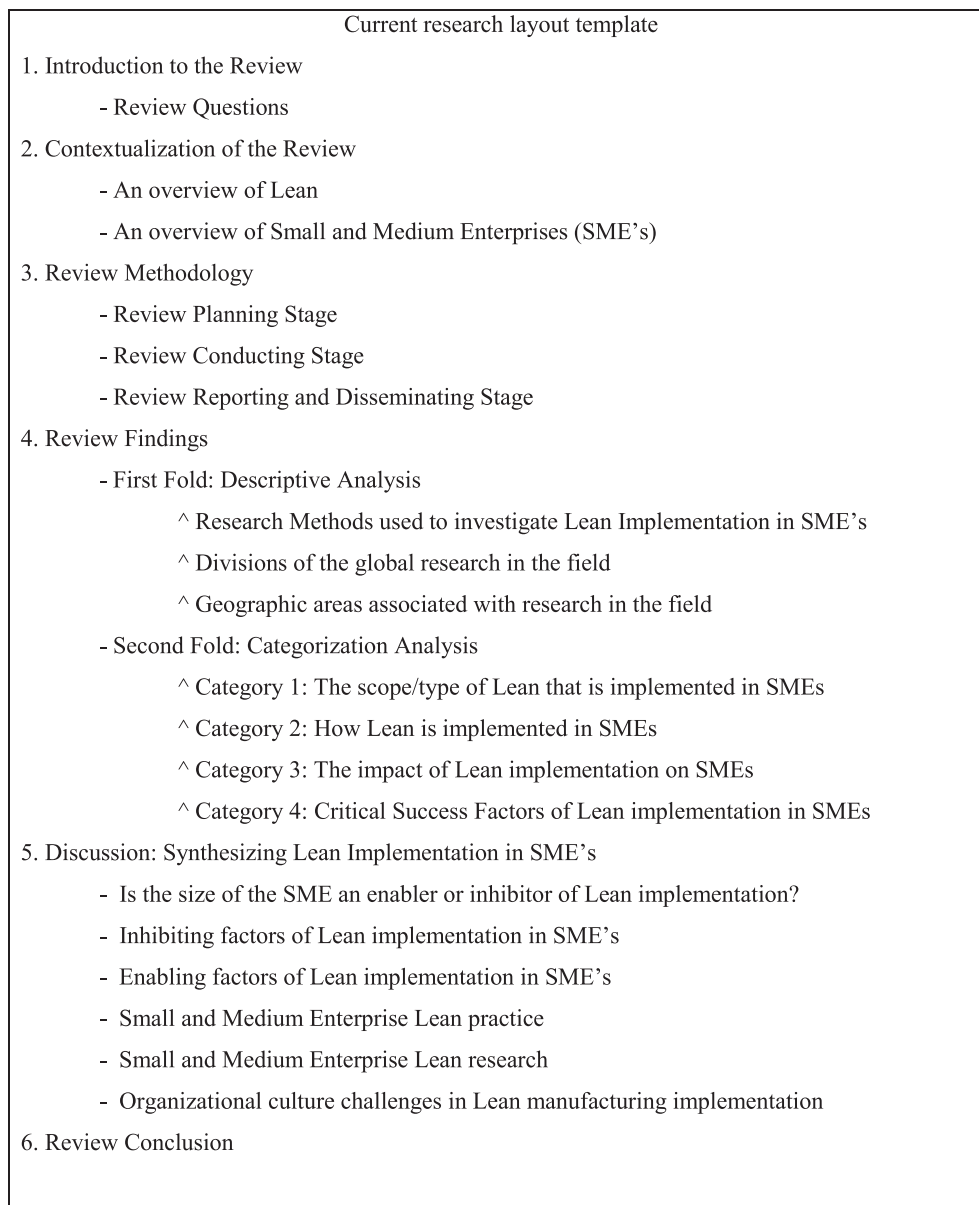 Current research layout template
1. Introduction to the Review
- Review Questions
2. Contextualization of the Review
- An overview of Lean
- An overview of Small and Medium Enterprises (SME’s)
3. Review Methodology
- Review Planning Stage
- Review Conducting Stage
- Review Reporting and Disseminating Stage
4. Review Findings
- First Fold: Descriptive Analysis
^ Research Methods used to investigate Lean Implementation in SME’s
^ Divisions of the global research in the field
^ Geographic areas associated with research in the field
- Second Fold: Categorization Analysis
^ Category 1: The scope/type of Lean that is implemented in SMEs
^ Category 2: How Lean is implemented in SMEs
^ Category 3: The impact of Lean implementation on SMEs
^ Category 4: Critical Success Factors of Lean implementation in SMEs
5. Discussion: Synthesizing Lean Implementation in SME’s
- Is the size of the SME an enabler or inhibitor of Lean implementation?
- Inhibiting factors of Lean implementation in SME’s
- Enabling factors of Lean implementation in SME’s
- Small and Medium Enterprise Lean practice
- Small and Medium Enterprise Lean research
- Organizational culture challenges in Lean manufacturing implementation
6. Review Conclusion